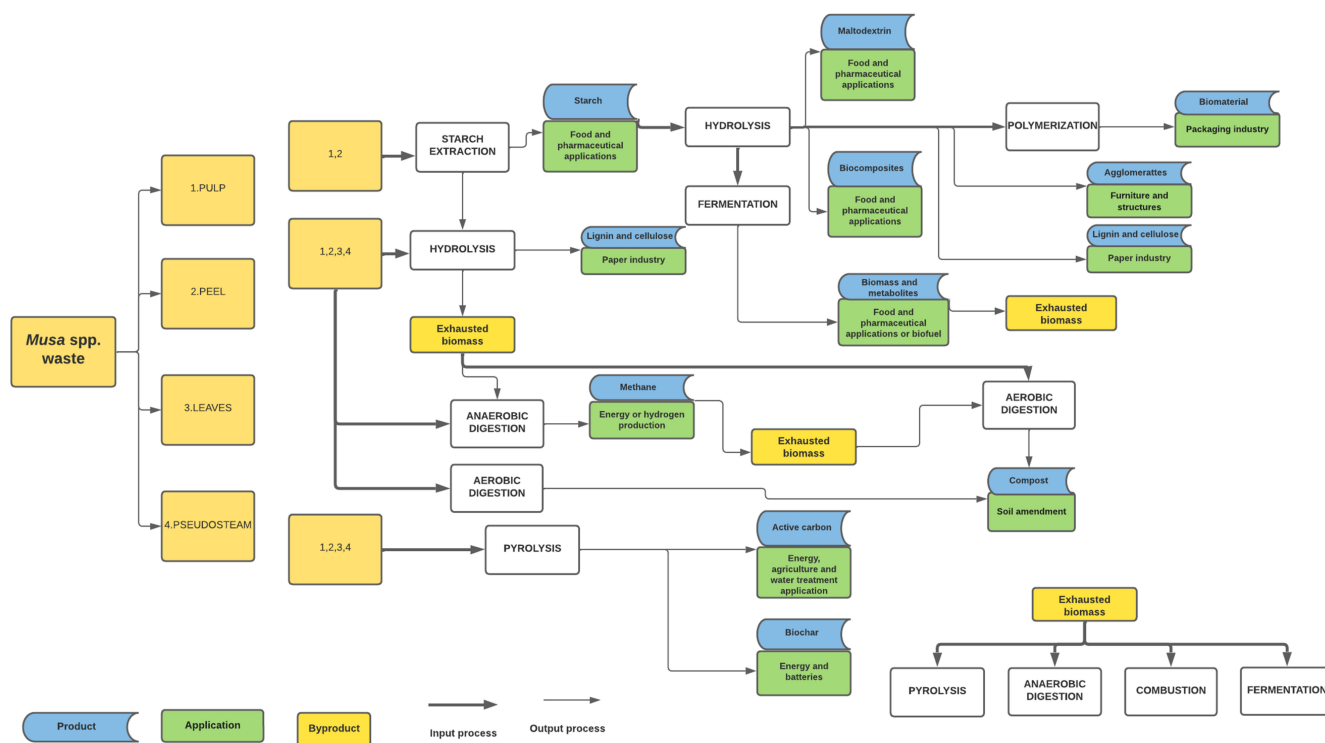 Musa spp.
waste
1.PULP
2.PEEL
3.LEAVES
4.PSEUDOSTEAM
1,2
1,2,3,4
1,2,3,4
STARCH
EXTRACTION
Starch
Food and
pharmaceutical
applications
HYDROLYSIS
Maltodextrin
Food and
pharmaceutical
applications
POLYMERIZATION
Biomaterial
Packaging industry
FERMENTATION
Biocomposites
Food and
pharmaceutical
applications
Agglomerattes
Furniture and
structures
HYDROLYSIS
Lignin and cellulose
Paper industry
Lignin and cellulose
Paper industry
Biomass and
metabolites
Food and
pharmaceutical
applications or biofuel
Exhausted
biomass
Exhausted
biomass
ANAEROBIC
DIGESTION
Methane
Energy or hydrogen
production
Exhausted
biomass
AEROBIC
DIGESTION
AEROBIC
DIGESTION
Compost
Soil amendment
PYROLYSIS
Active carbon
Energy,
agriculture and
water treatment
application
Biochar
Energy and
batteries
Exhausted
biomass
PYROLYSIS
ANAEROBIC
DIGESTION
COMBUSTION
FERMENTATION
Product
Application
Byproduct
Input process
Output process